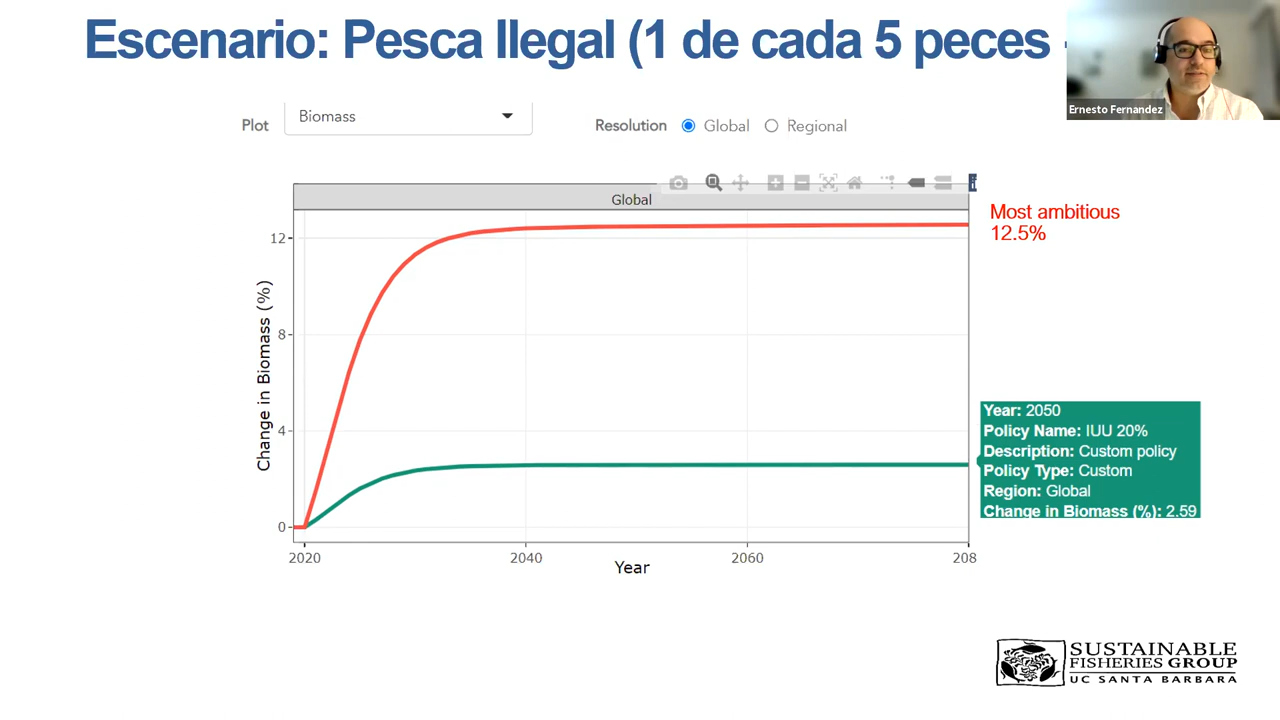 Escenario: Pesca Ilegal (1 de cada 5 peces -
Ernesto Fernandez
Plot
Biomass
Resolution
Global
Regional
Global
Most ambitious
12.5%
Change in Biomass (%)
12
8
4
0
Year: 2050
Policy Name: IUU 20%
Description: Custom policy
Policy Type: Custom
Region: Global
Change in Biomass (%): 2.59
2020
2040
2060
208
Year
SUSTAINABLE
FISHERIES GROUP
UC SANTA BARBARA